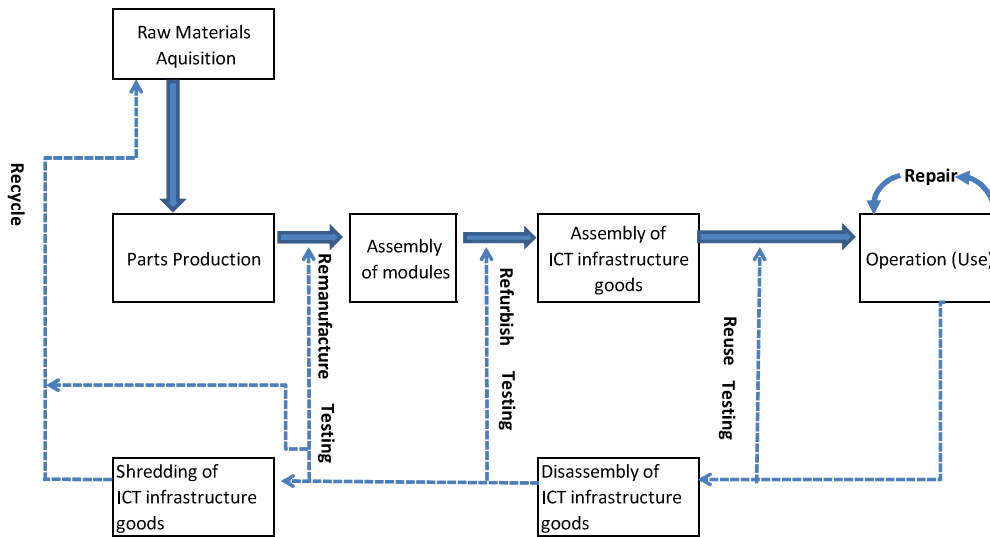 Raw Materials
Aquisition
Recycle
Repair
Parts Production
Assembly
of modules
Assembly of
ICT infrastructure
goods
Operation (Use)
Remanufacture Testing
Refurbish Testing
Reuse Testing
Shredding of
ICT infrastructure
goods
Disassembly of
ICT infrastructure
goods